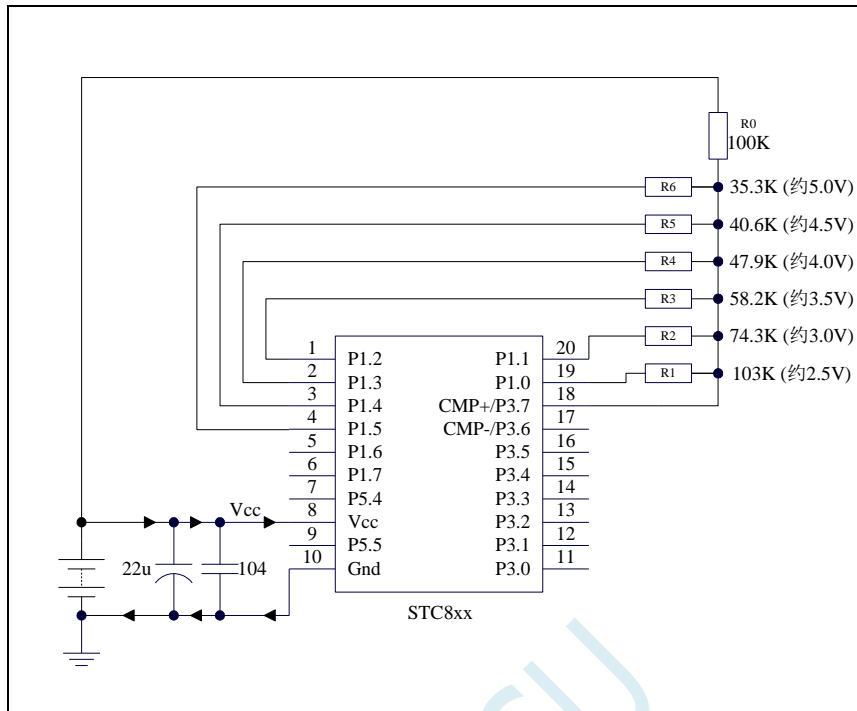 R0
100K
R6 35.3K (约5.0V)
R5 40.6K (约4.5V)
R4 47.9K (约4.0V)
R3 58.2K (约3.5V)
R2 74.3K (约3.0V)
R1 103K (约2.5V)
1 P1.2 P1.1 20
2 P1.3 P1.0 19
3 P1.4 CMP+/P3.7 18
4 P1.5 CMP-/P3.6 17
5 P1.6 P3.5 16
6 P1.7 P3.4 15
7 P5.4 P3.3 14
Vcc 8 Vcc P3.2 13
9 P5.5 P3.1 12
22u 104 10 Gnd P3.0 11
STC8xx